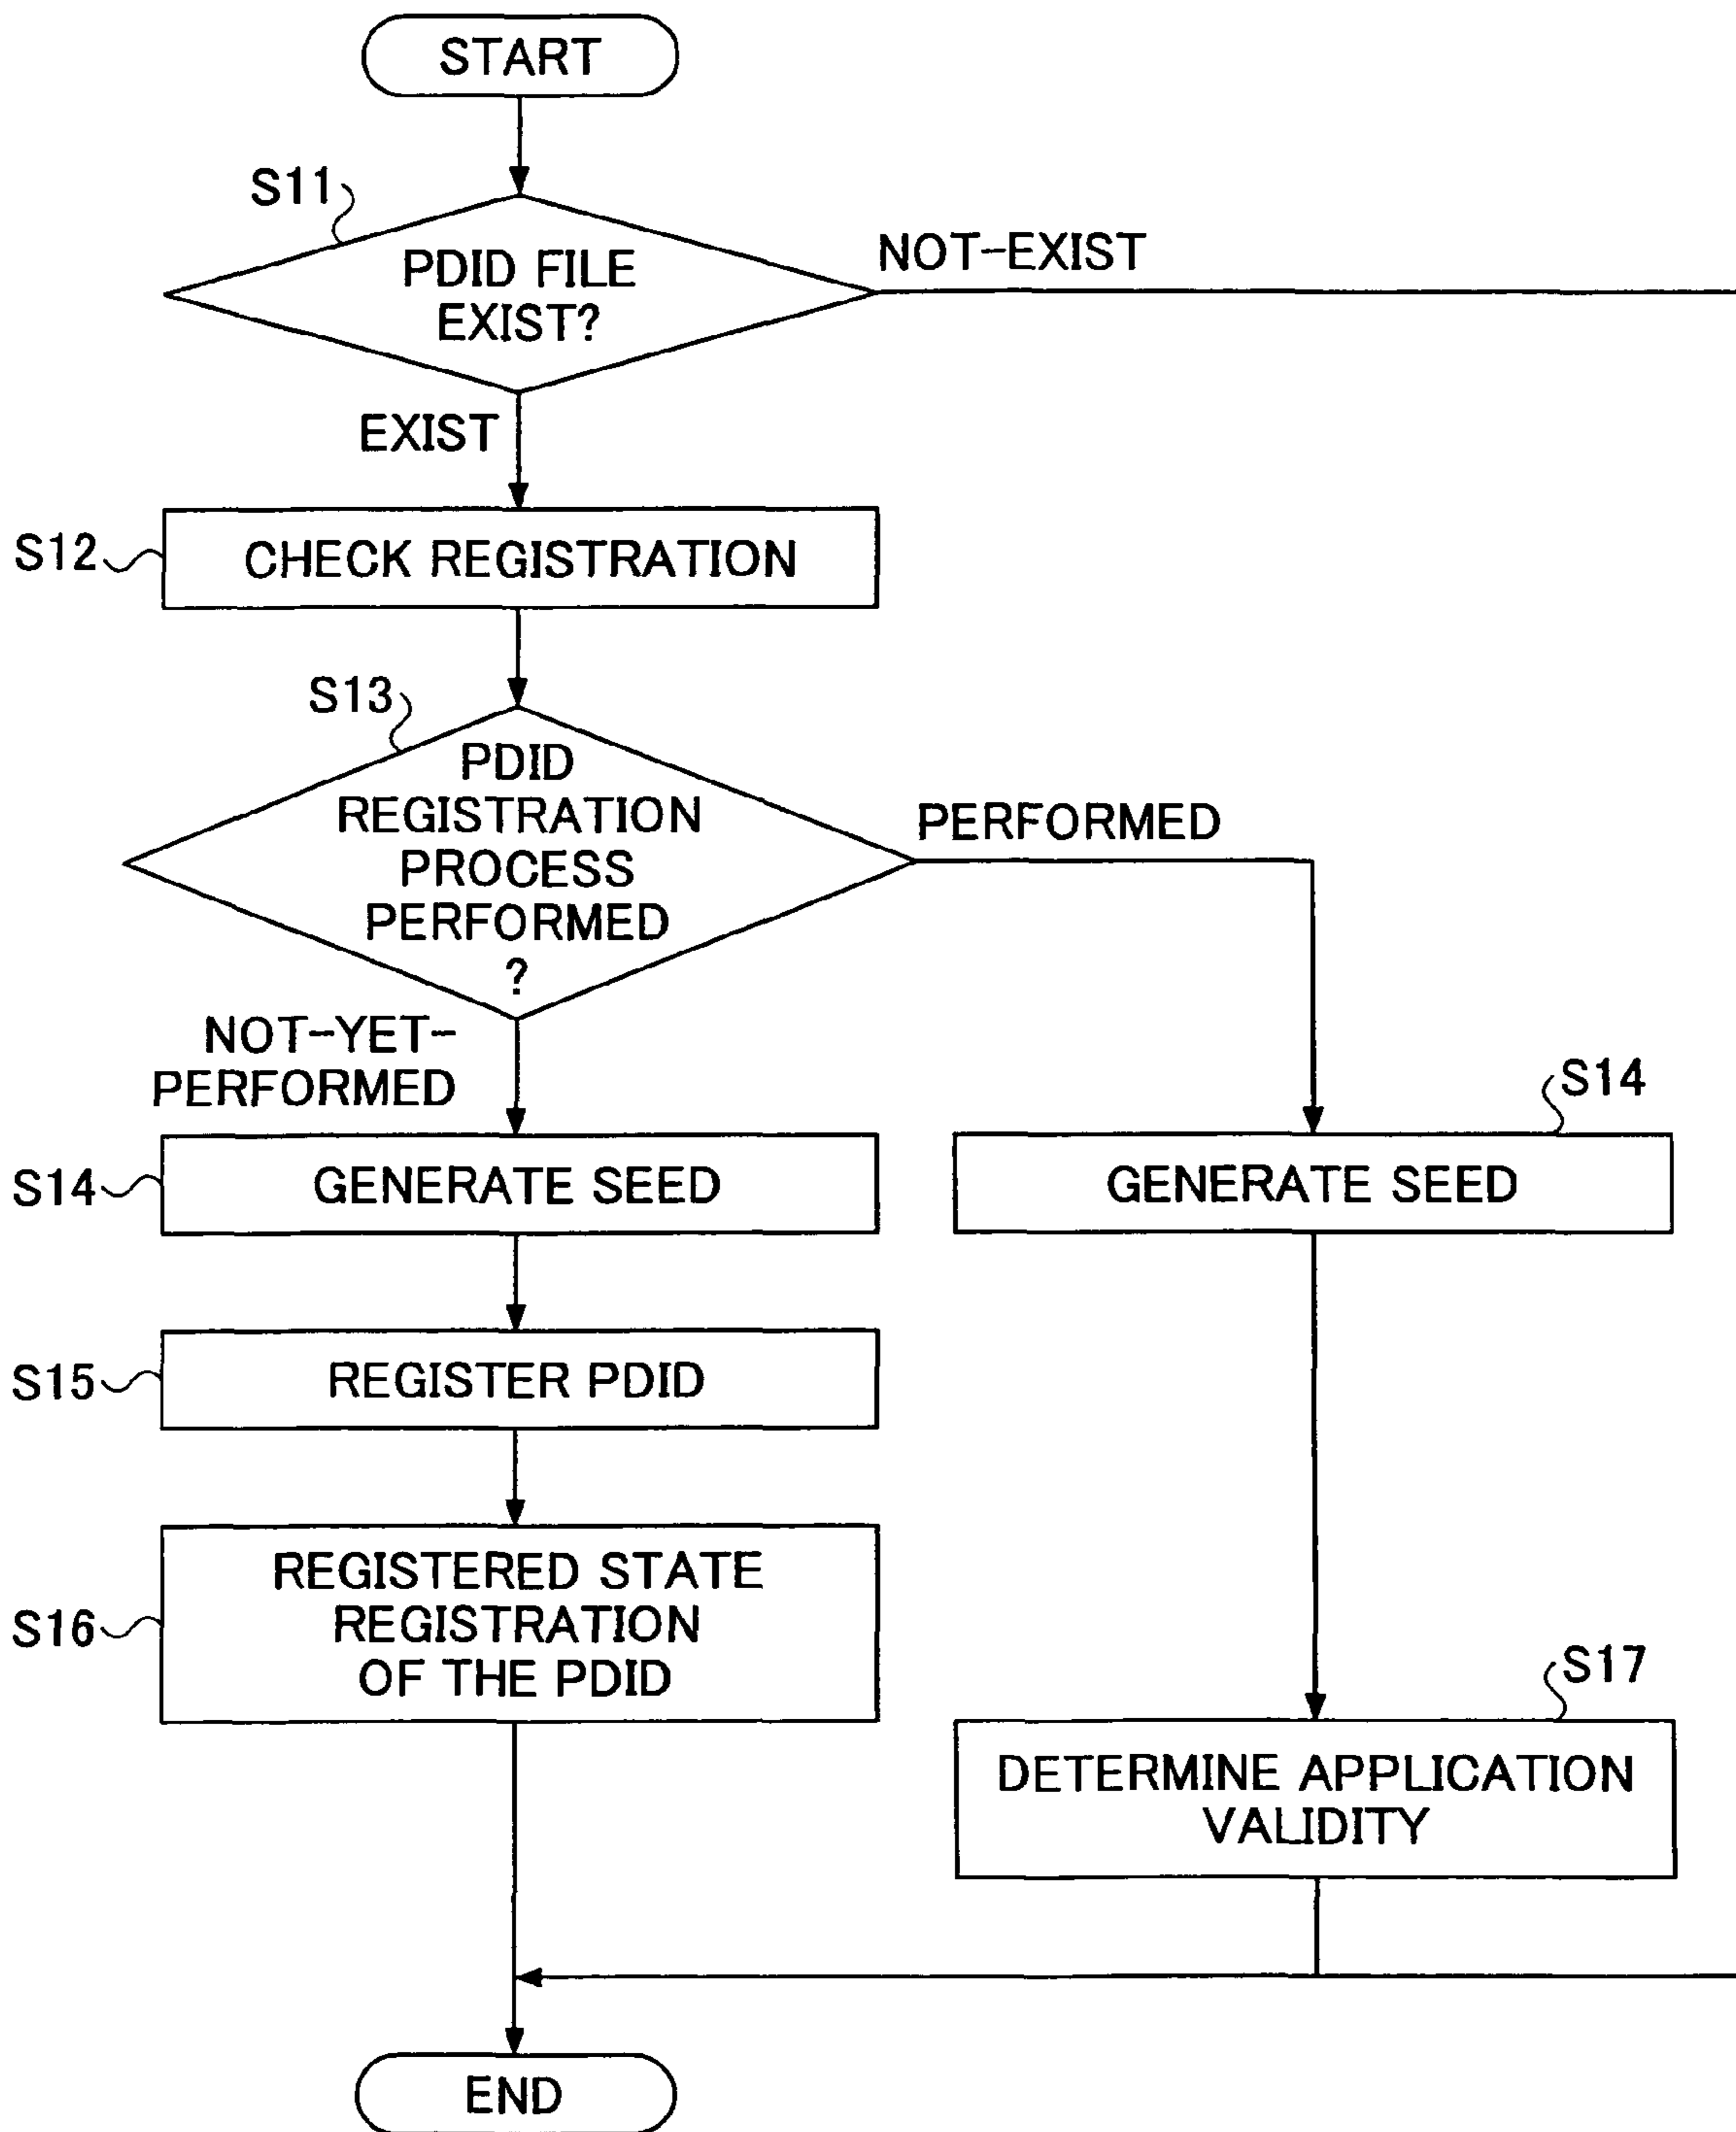 START
S11
PDID FILE
EXIST?
NOT-EXIST
EXIST
S12
CHECK REGISTRATION
S13
PDID
REGISTRATION
PROCESS
PERFORMED
?
PERFORMED
NOT-YET-
PERFORMED
S14
GENERATE SEED
S14
GENERATE SEED
S15
REGISTER PDID
S16
REGISTERED STATE
REGISTRATION
OF THE PDID
S17
DETERMINE APPLICATION
VALIDITY
END